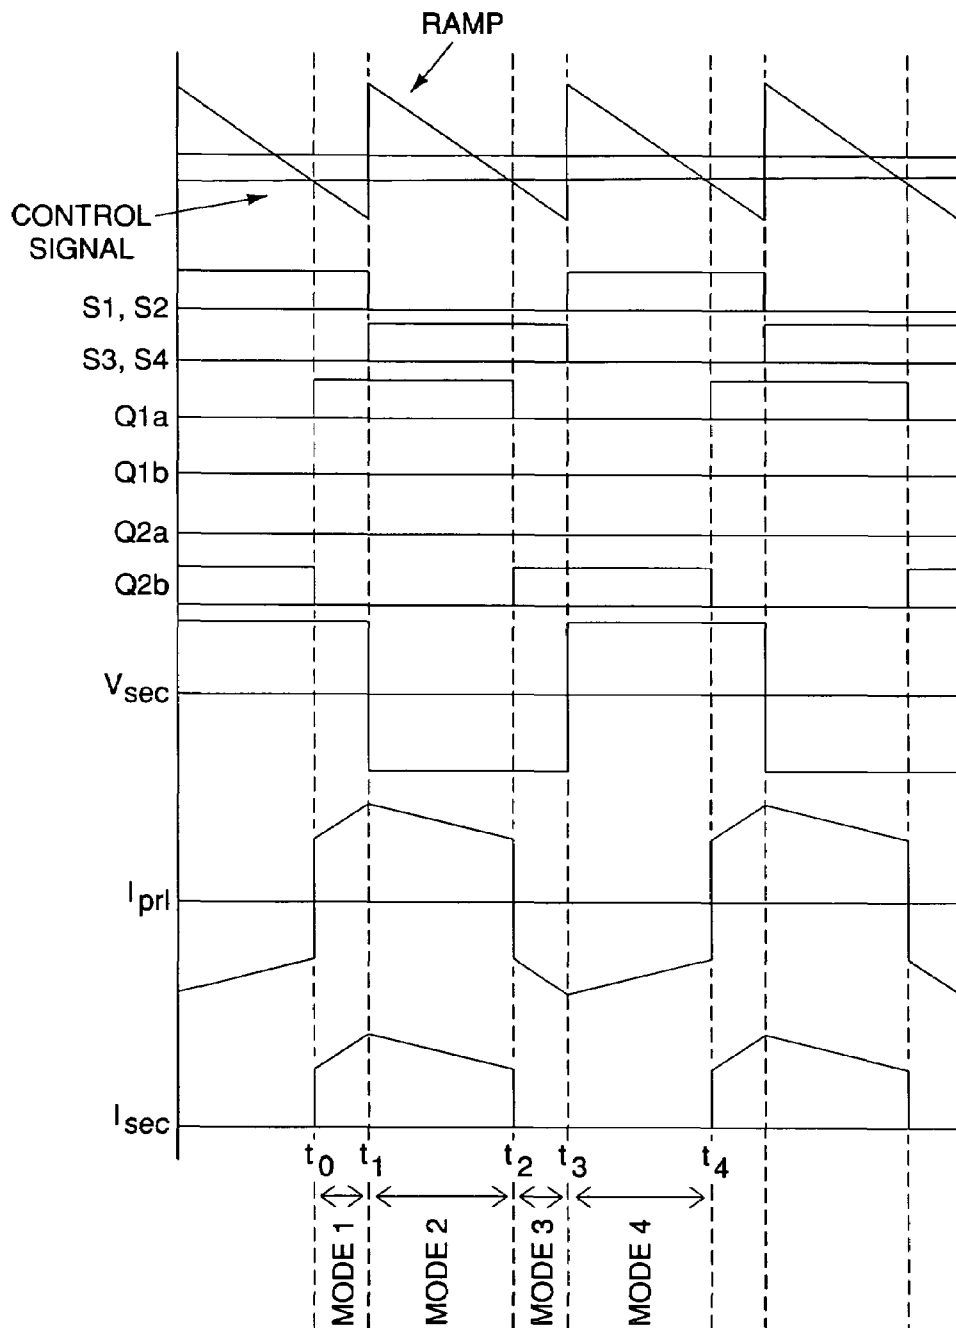 RAMP
CONTROL
SIGNAL
S1, S2
S3, S4
Q1a
Q1b
Q2a
Q2b
Vsec
IprI
Isec
t0 t1 t2 t3 t4
MODE 1
MODE 2
MODE 3
MODE 4